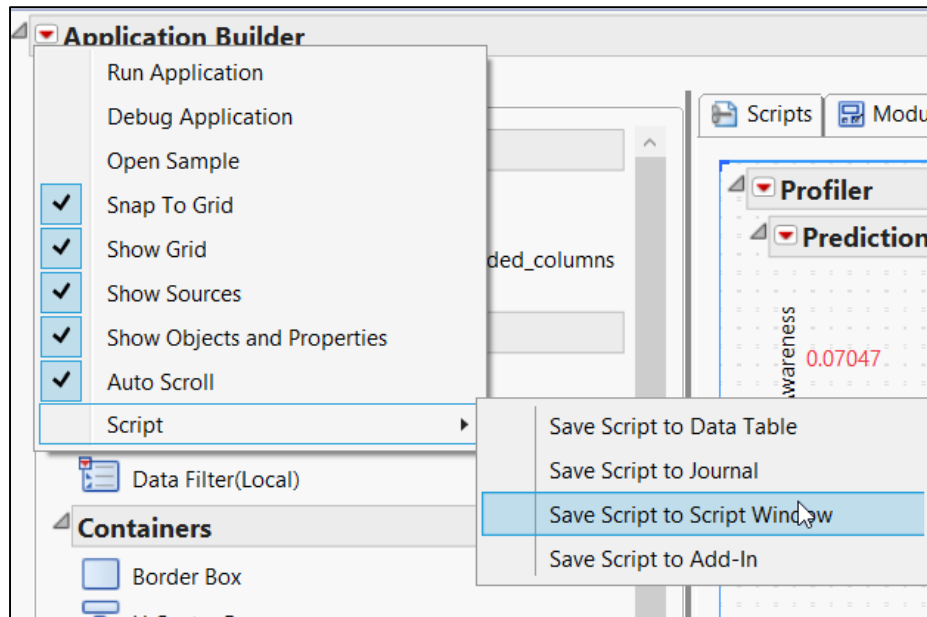 Application Builder
Run Application
Debug Application
Open Sample
Snap To Grid
Show Grid
Show Sources
Show Objects and Properties
Auto Scroll
Script
Save Script to Data Table
Save Script to Journal
Save Script to Script Window
Save Script to Add-In
ded_columns
Data Filter(Local)
Containers
Border Box
Scripts
Modu
Profiler
Prediction
Awareness
0.07047